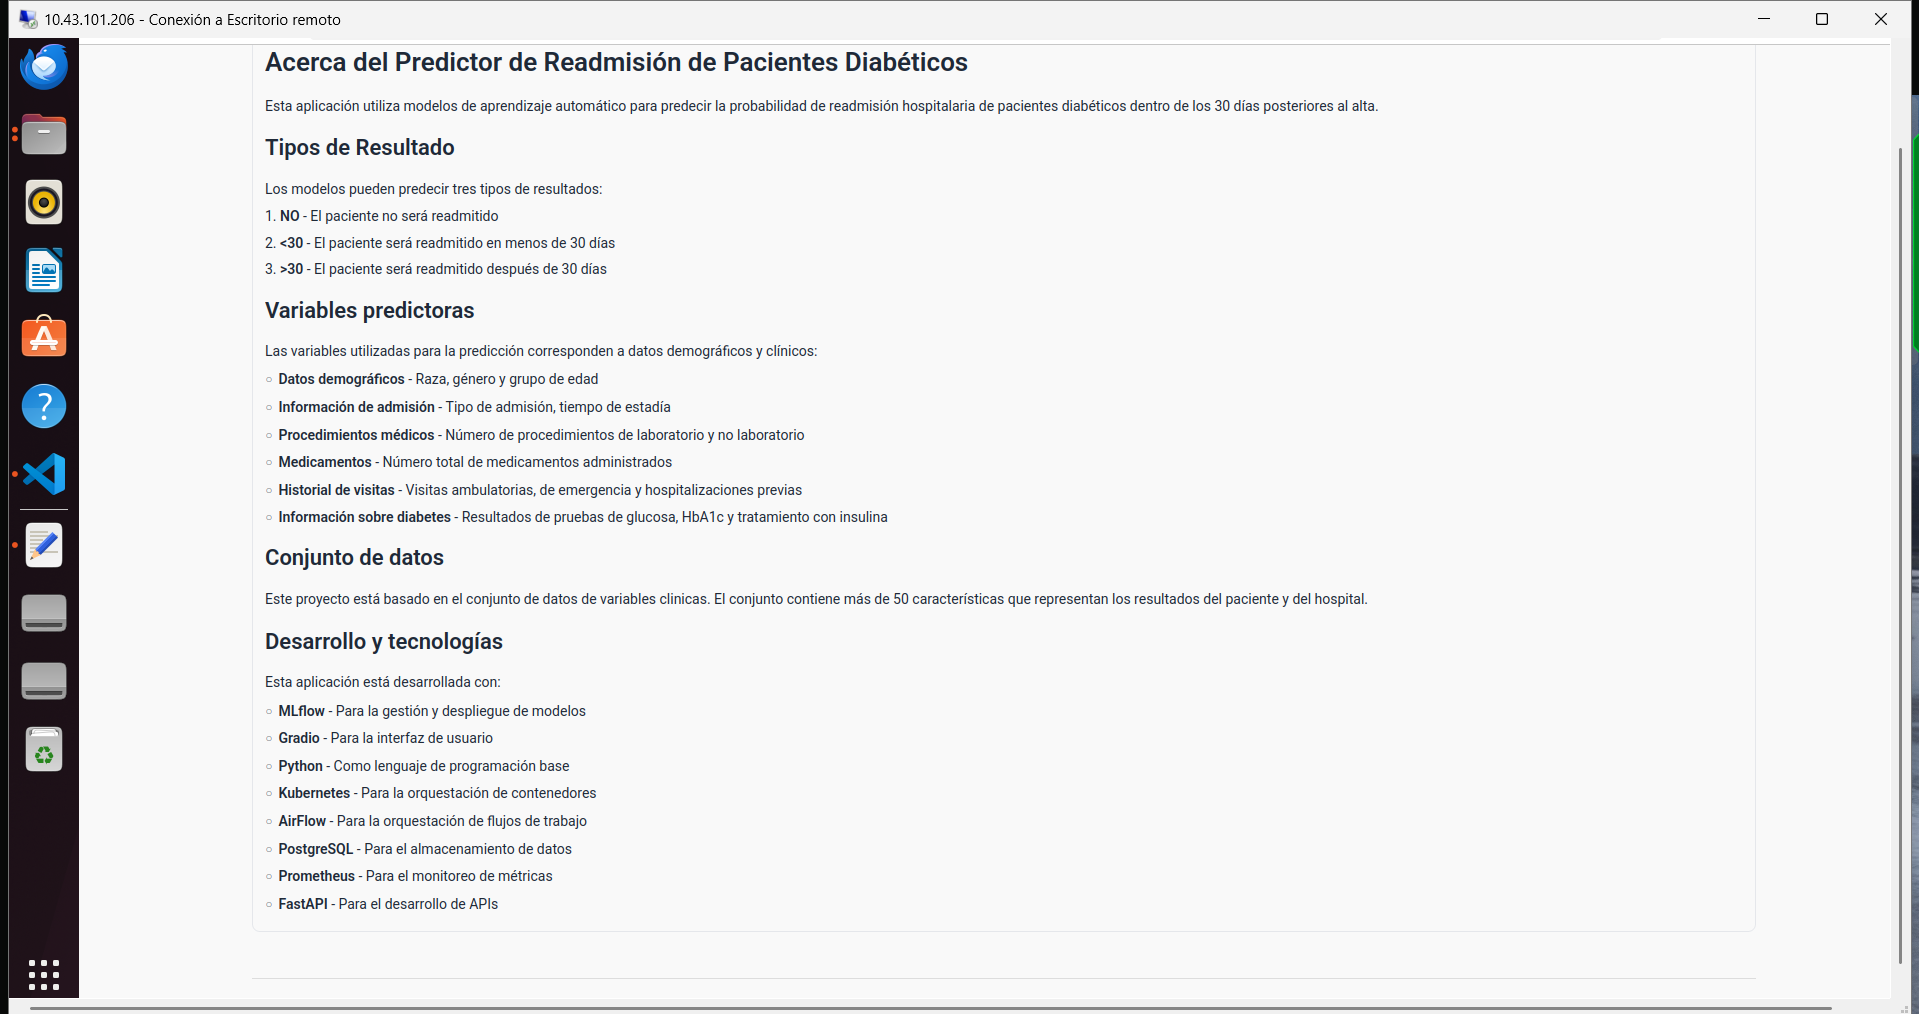 10.43.101.206 - Conexión a Escritorio remoto
Acerca del Predictor de Readmisión de Pacientes Diabéticos
Esta aplicación utiliza modelos de aprendizaje automático para predecir la probabilidad de readmisión hospitalaria de pacientes diabéticos dentro de los 30 días posteriores al alta.
Tipos de Resultado
Los modelos pueden predecir tres tipos de resultados:
1. NO - El paciente no será readmitido
2. <30 - El paciente será readmitido en menos de 30 días
3. >30 - El paciente será readmitido después de 30 días
Variables predictoras
Las variables utilizadas para la predicción corresponden a datos demográficos y clínicos:
○ Datos demográficos - Raza, género y grupo de edad
○ Información de admisión - Tipo de admisión, tiempo de estadía
○ Procedimientos médicos - Número de procedimientos de laboratorio y no laboratorio
○ Medicamentos - Número total de medicamentos administrados
○ Historial de visitas - Visitas ambulatorias, de emergencia y hospitalizaciones previas
○ Información sobre diabetes - Resultados de pruebas de glucosa, HbA1c y tratamiento con insulina
Conjunto de datos
Este proyecto está basado en el conjunto de datos de variables clinicas. El conjunto contiene más de 50 características que representan los resultados del paciente y del hospital.
Desarrollo y tecnologías
Esta aplicación está desarrollada con:
○ MLflow - Para la gestión y despliegue de modelos
○ Gradio - Para la interfaz de usuario
○ Python - Como lenguaje de programación base
○ Kubernetes - Para la orquestación de contenedores
○ AirFlow - Para la orquestación de flujos de trabajo
○ PostgreSQL - Para el almacenamiento de datos
○ Prometheus - Para el monitoreo de métricas
○ FastAPI - Para el desarrollo de APIs